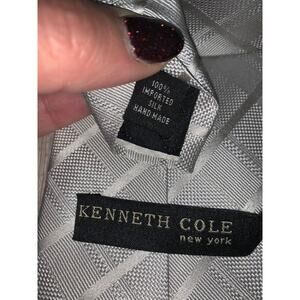 100%
IMPORTED
SILK
HAND MADE
KENNETH COLE
new york